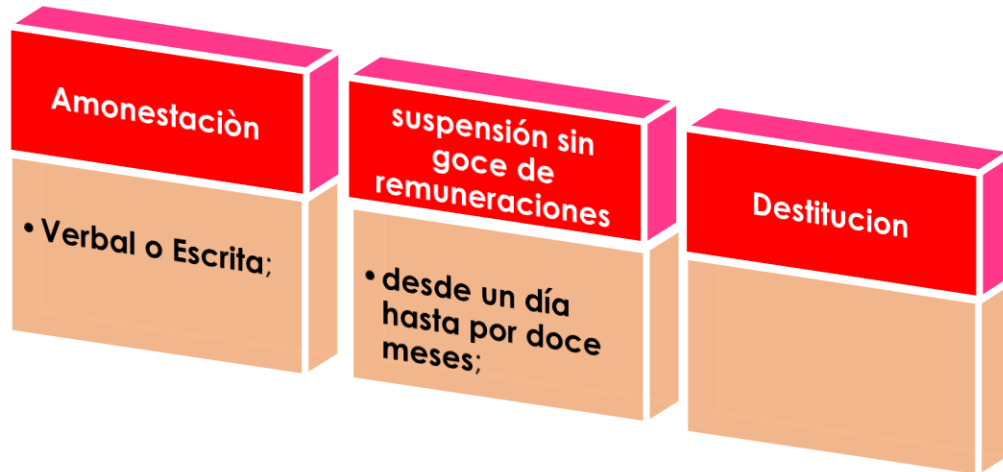 Amonestaciòn
• Verbal o Escrita;
suspensión sin
goce de
remuneraciones
• desde un día
hasta por doce
meses;
Destitucion